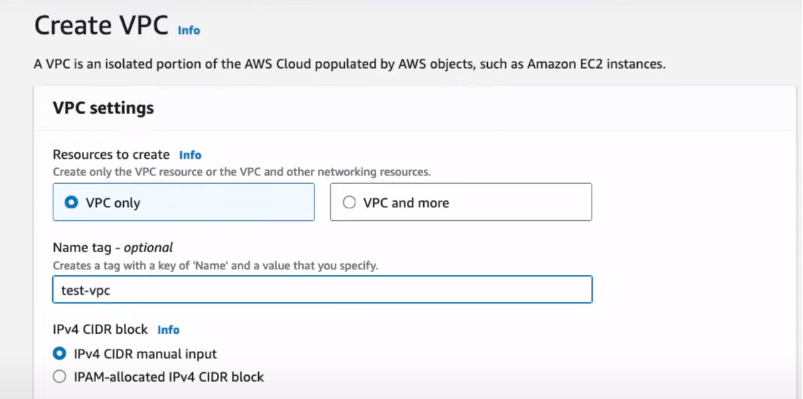 Create VPC Info
A VPC is an isolated portion of the AWS Cloud populated by AWS objects, such as Amazon EC2 instances.
VPC settings
Resources to create Info
Create only the VPC resource or the VPC and other networking resources.
VPC only
VPC and more
Name tag - optional
Creates a tag with a key of 'Name' and a value that you specify.
test-vpc
IPv4 CIDR block Info
IPv4 CIDR manual input
IPAM-allocated IPv4 CIDR block